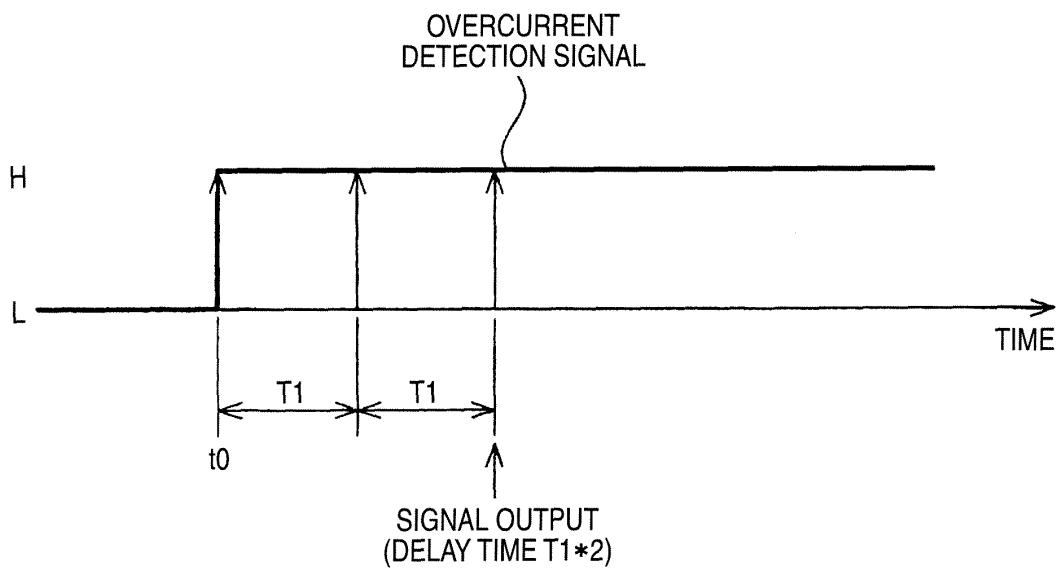 OVERCURRENT
DETECTION SIGNAL
H
L
TIME
T1 T1
t0
SIGNAL OUTPUT
(DELAY TIME T1*2)